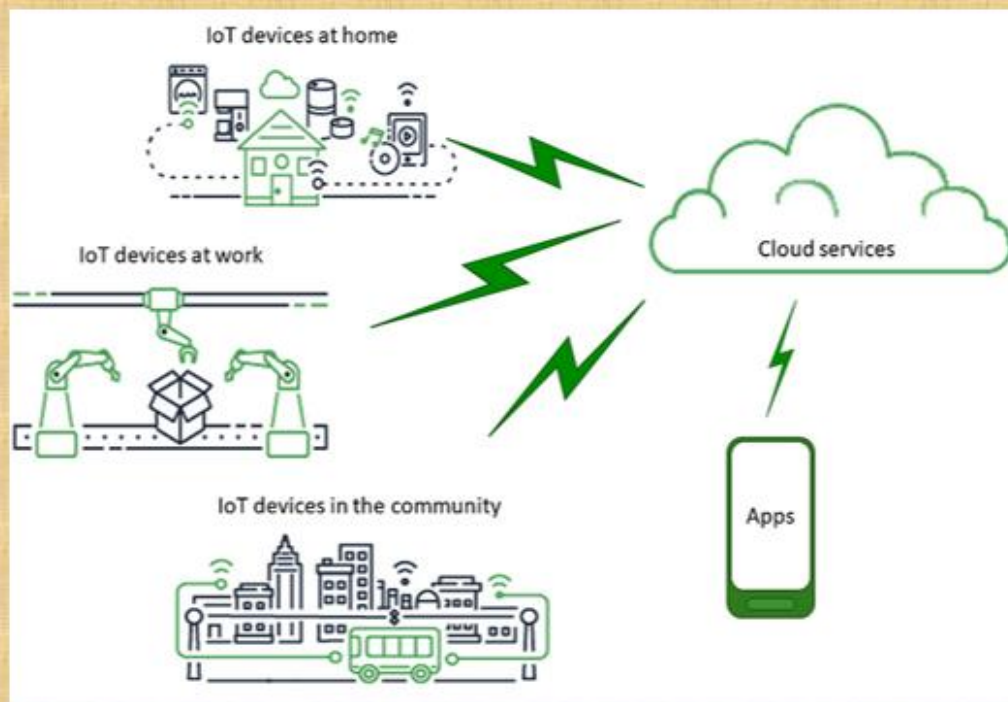 IoT devices at home
Cloud services
IoT devices at work
Apps
IoT devices in the community